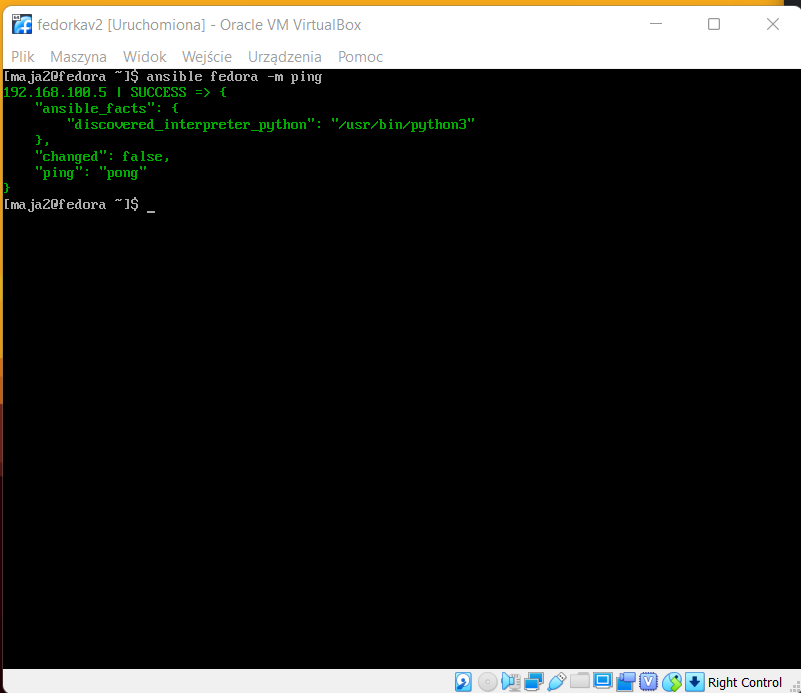 fedorkav2 [Uruchomiona] - Oracle VM VirtualBox
Plik Maszyna Widok Wejście Urządzenia Pomoc
[maja2@fedora ~]$ ansible fedora -m ping
192.168.100.5 | SUCCESS => {
    "ansible_facts": {
        "discovered_interpreter_python": "/usr/bin/python3"
    },
    "changed": false,
    "ping": "pong"
}
[maja2@fedora ~]$ _
Right Control